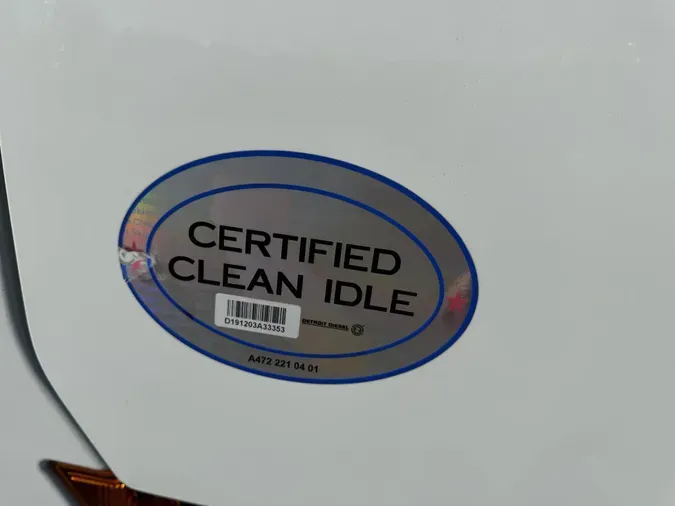 CERTIFIED
CLEAN IDLE
D191203A33353
DETROIT DIESEL
A472 221 04 01